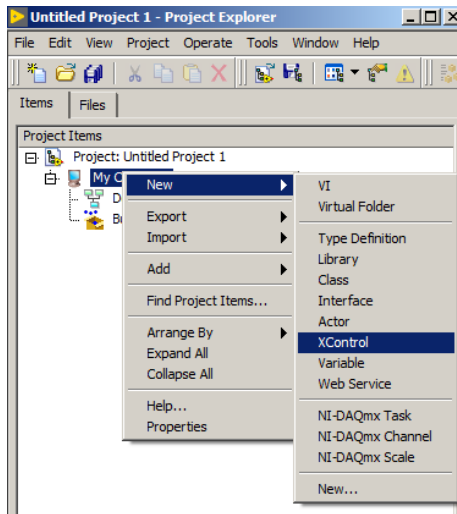 Untitled Project 1 - Project Explorer
File Edit View Project Operate Tools Window Help
Items Files
Project Items
Project: Untitled Project 1
My C
D
Bu
New
Export
Import
Add
Find Project Items...
Arrange By
Expand All
Collapse All
Help...
Properties
VI
Virtual Folder
Type Definition
Library
Class
Interface
Actor
XControl
Variable
Web Service
NI-DAQmx Task
NI-DAQmx Channel
NI-DAQmx Scale
New...